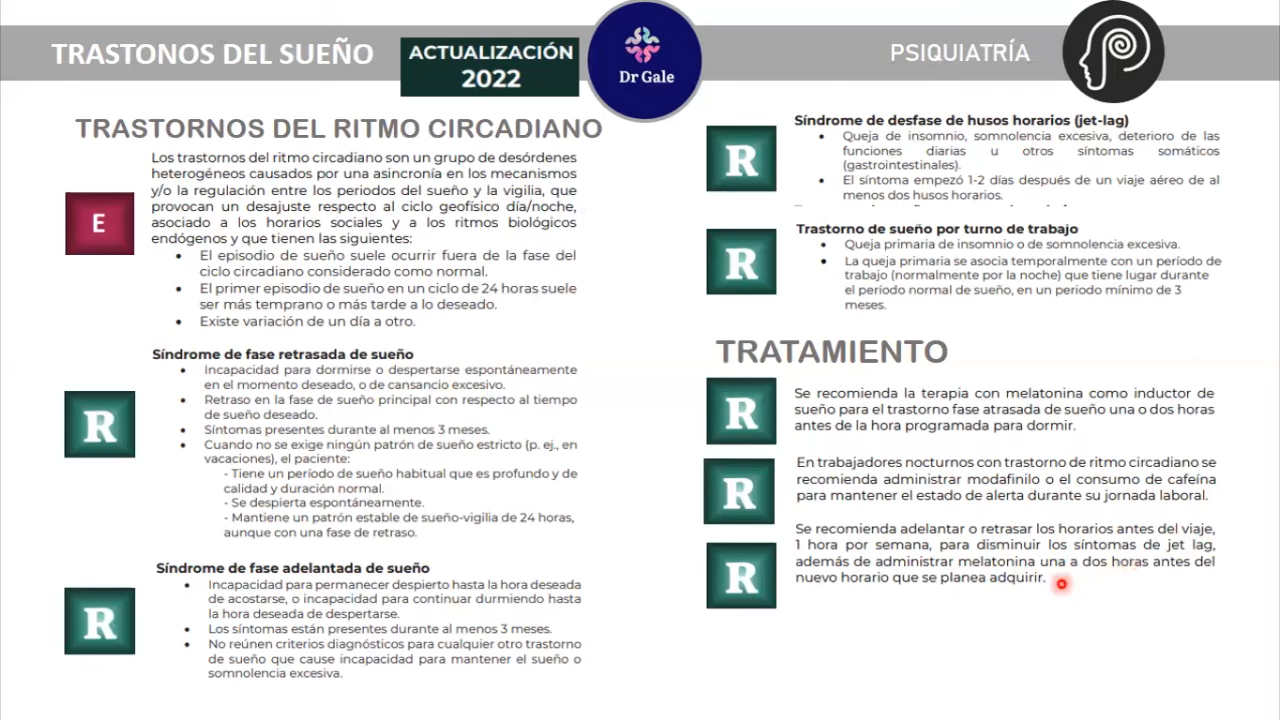 TRASTONOS DEL SUEÑO
ACTUALIZACIÓN
2022
Dr Gale
PSIQUIATRÍA
TRASTORNOS DEL RITMO CIRCADIANO
E
Los trastornos del ritmo circadiano son un grupo de desórdenes
heterogéneos causados por una asincronía en los mecanismos
y/o la regulación entre los periodos del sueño y la vigilia, que
provocan un desajuste respecto al ciclo geofísico día/noche,
asociado a los horarios sociales y a los ritmos biológicos
endógenos y que tienen las siguientes:
• El episodio de sueño suele ocurrir fuera de la fase del
ciclo circadiano considerado como normal.
• El primer episodio de sueño en un ciclo de 24 horas suele
ser más temprano o más tarde a lo deseado.
• Existe variación de un día a otro.
R
Síndrome de fase retrasada de sueño
• Incapacidad para dormirse o despertarse espontáneamente
en el momento deseado, o de cansancio excesivo.
• Retraso en la fase de sueño principal con respecto al tiempo
de sueño deseado.
• Síntomas presentes durante al menos 3 meses.
• Cuando no se exige ningún patrón de sueño estricto (p. ej., en
vacaciones), el paciente:
- Tiene un período de sueño habitual que es profundo y de
calidad y duración normal.
- Se despierta espontáneamente.
- Mantiene un patrón estable de sueño-vigilia de 24 horas,
aunque con una fase de retraso.
R
Síndrome de fase adelantada de sueño
• Incapacidad para permanecer despierto hasta la hora deseada
de acostarse, o incapacidad para continuar durmiendo hasta
la hora deseada de despertarse.
• Los síntomas están presentes durante al menos 3 meses.
• No reúnen criterios diagnósticos para cualquier otro trastorno
de sueño que cause incapacidad para mantener el sueño o
somnolencia excesiva.
R
Síndrome de desfase de husos horarios (jet-lag)
• Queja de insomnio, somnolencia excesiva, deterioro de las
funciones diarias u otros síntomas somáticos
(gastrointestinales).
• El síntoma empezó 1-2 días después de un viaje aéreo de al
menos dos husos horarios.
R
Trastorno de sueño por turno de trabajo
• Queja primaria de insomnio o de somnolencia excesiva.
• La queja primaria se asocia temporalmente con un período de
trabajo (normalmente por la noche) que tiene lugar durante
el período normal de sueño, en un periodo mínimo de 3
meses.
TRATAMIENTO
R
Se recomienda la terapia con melatonina como inductor de
sueño para el trastorno fase atrasada de sueño una o dos horas
antes de la hora programada para dormir.
R
En trabajadores nocturnos con trastorno de ritmo circadiano se
recomienda administrar modafinilo o el consumo de cafeína
para mantener el estado de alerta durante su jornada laboral.
R
Se recomienda adelantar o retrasar los horarios antes del viaje,
1 hora por semana, para disminuir los síntomas de jet lag,
además de administrar melatonina una a dos horas antes del
nuevo horario que se planea adquirir.